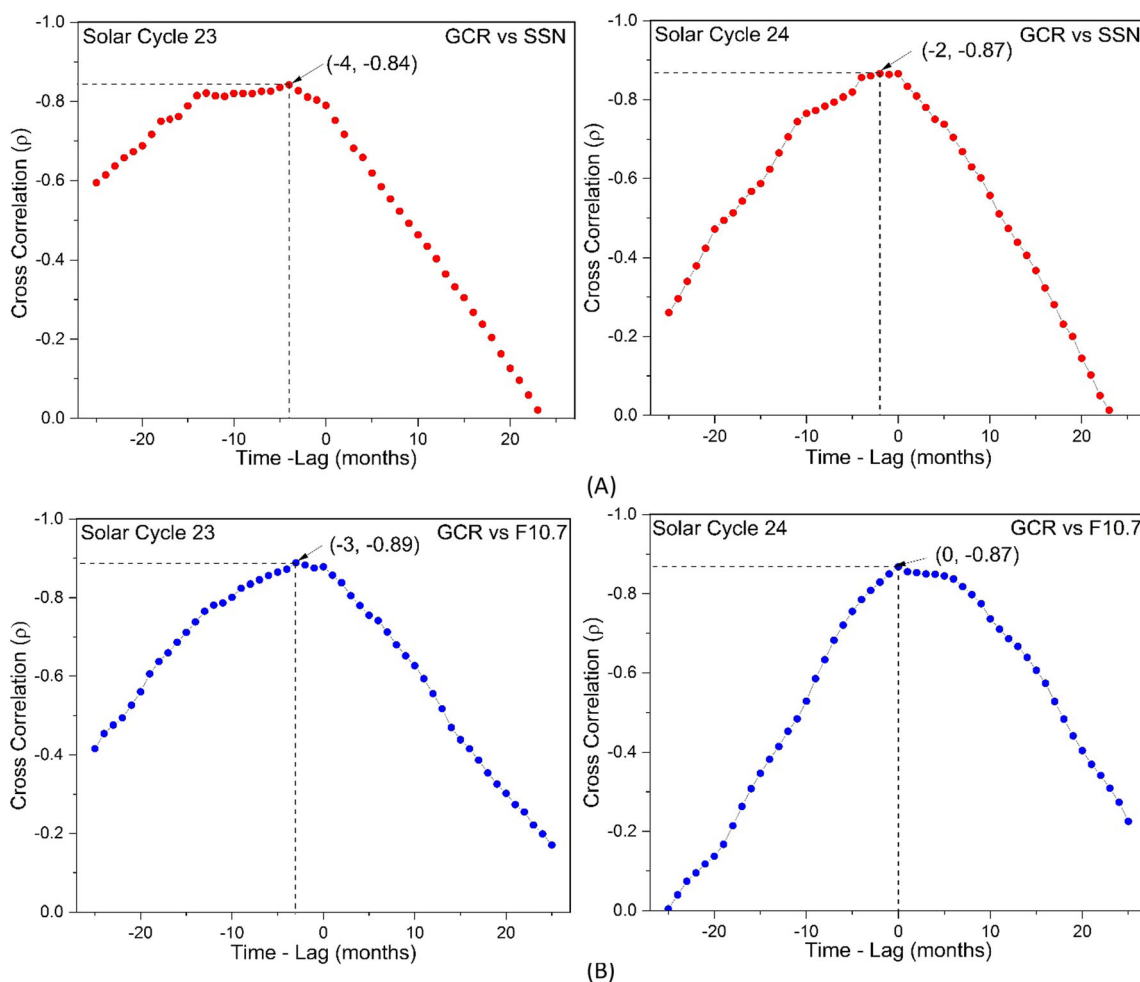 Solar Cycle 23
GCR vs SSN
(-4, -0.84)
-1.0
-0.8
-0.6
-0.4
-0.2
0.0
Cross Correlation (ρ)
-20
-10
0
10
20
Time -Lag (months)
Solar Cycle 24
GCR vs SSN
(-2, -0.87)
-1.0
-0.8
-0.6
-0.4
-0.2
0.0
Cross Correlation (ρ)
-20
-10
0
10
20
Time - Lag (months)
(A)
Solar Cycle 23
GCR vs F10.7
(-3, -0.89)
-1.0
-0.8
-0.6
-0.4
-0.2
0.0
Cross Correlation (ρ)
-20
-10
0
10
20
Time - Lag (months)
Solar Cycle 24
GCR vs F10.7
(0, -0.87)
-1.0
-0.8
-0.6
-0.4
-0.2
0.0
Cross Correlation (ρ)
-20
-10
0
10
20
Time - Lag (months)
(B)